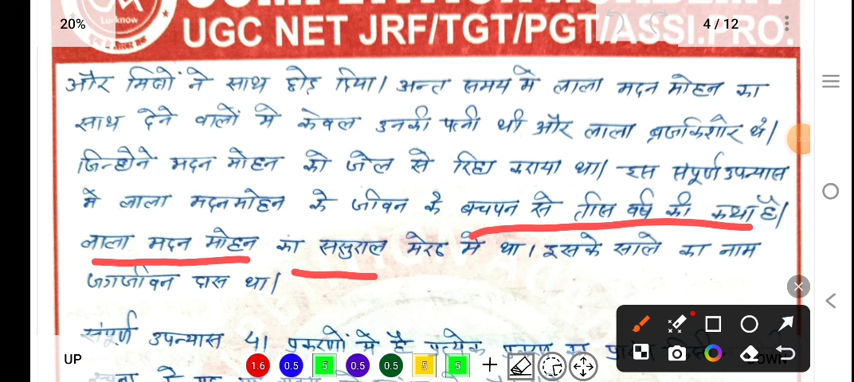 Lucknow
20%
UGC NET JRF/TGT/PGT/ASSI.PRO.
4 / 12
और मित्रों ने साथ छोड़ दिया। अन्त समय में लाला मदन मोहन का
साथ देने वालों में केवल उनकी पत्नी थी और लाला ब्रजकिशोर थे।
जिन्होने मदन मोहन को जेल से रिहा कराया था। इस संपूर्ण उपन्यास
में लाला मदनमोहन के जीवन के बचपन से तीस वर्ष की कथा है।
लाला मदन मोहन का ससुराल मेरठ में था। इसके साले का नाम
जगजीवन दास था।
संपूर्ण उपन्यास 41 प्रकरणों में है प्रत्येक
UP
1.6 0.5 5 0.5 0.5 5 5